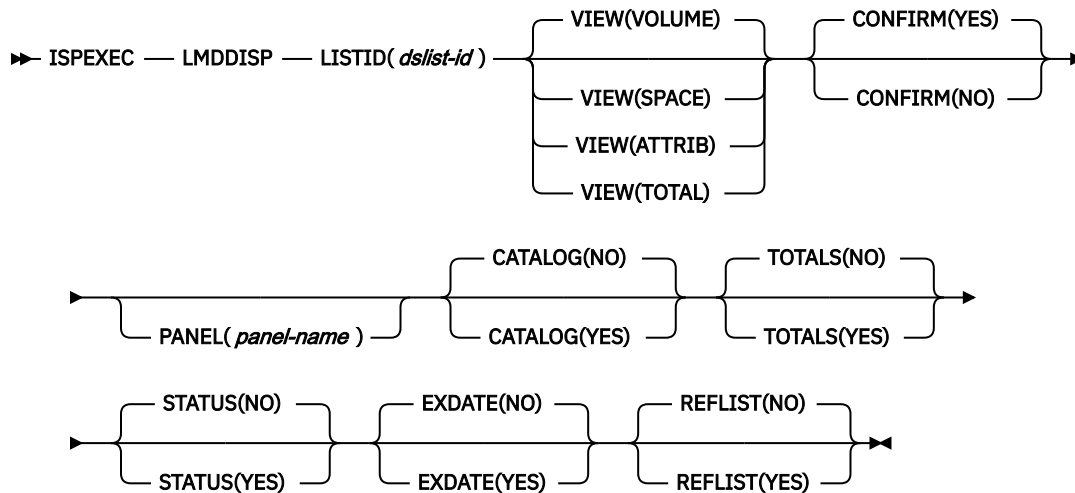 VIEW(VOLUME) CONFIRM(YES)
ISPEXEC LMDDISP LISTID( dslist-id )
VIEW(SPACE) CONFIRM(NO)
VIEW(ATTRIB)
VIEW(TOTAL)
CATALOG(NO) TOTALS(NO)
PANEL( panel-name ) CATALOG(YES) TOTALS(YES)
STATUS(NO) EXDATE(NO) REFLIST(NO)
STATUS(YES) EXDATE(YES) REFLIST(YES)